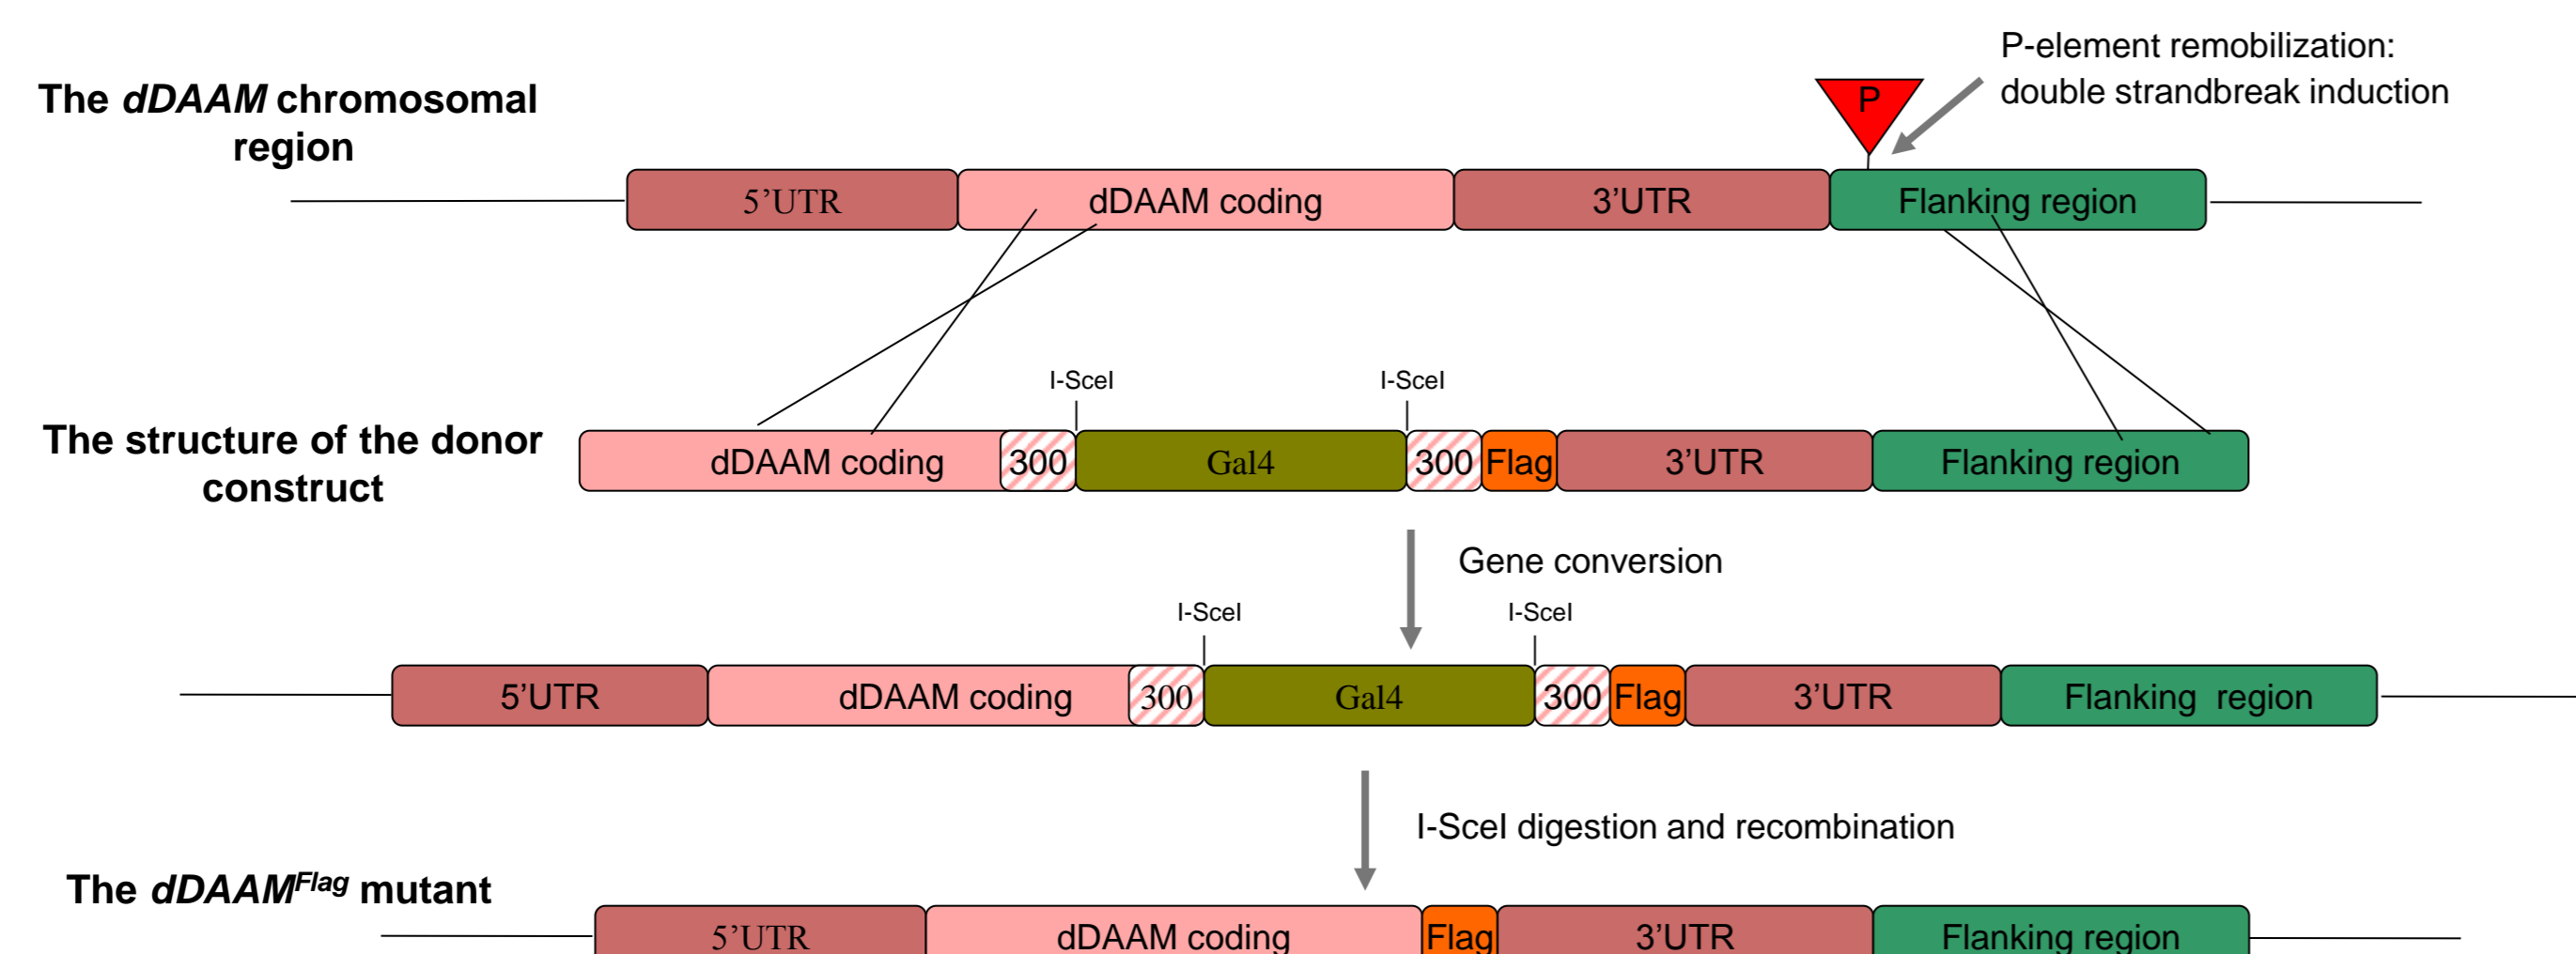 P-element remobilization:
double strandbreak induction
The dDAAM chromosomal
region
P
5’UTR dDAAM coding 3’UTR Flanking region
I-SceI I-SceI
The structure of the donor
construct
dDAAM coding 300 Gal4 300 Flag 3’UTR Flanking region
Gene conversion
I-SceI I-SceI
5’UTR dDAAM coding 300 Gal4 300 Flag 3’UTR Flanking region
I-SceI digestion and recombination
The dDAAMFlag mutant
5’UTR dDAAM coding Flag 3’UTR Flanking region